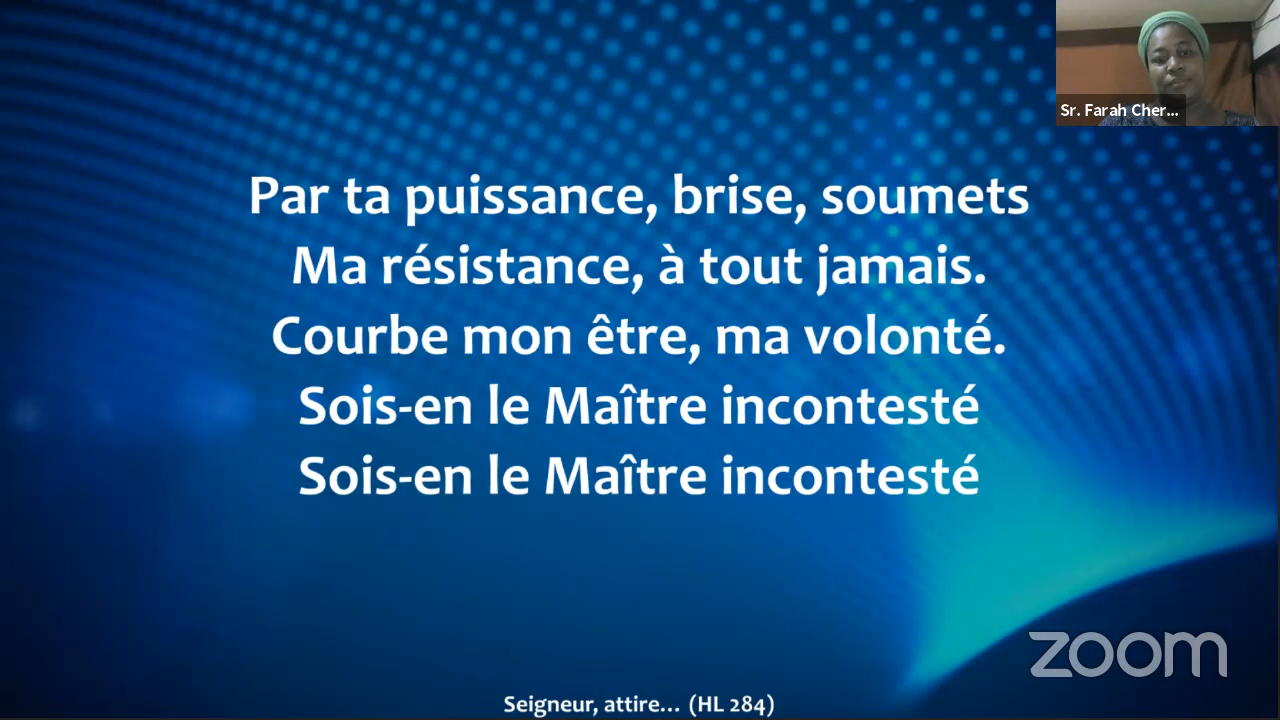 Sr. Farah Cher...
Par ta puissance, brise, soumets
Ma résistance, à tout jamais.
Courbe mon être, ma volonté.
Sois-en le Maître incontesté
Sois-en le Maître incontesté
zoom
Seigneur, attire... (HL 284)